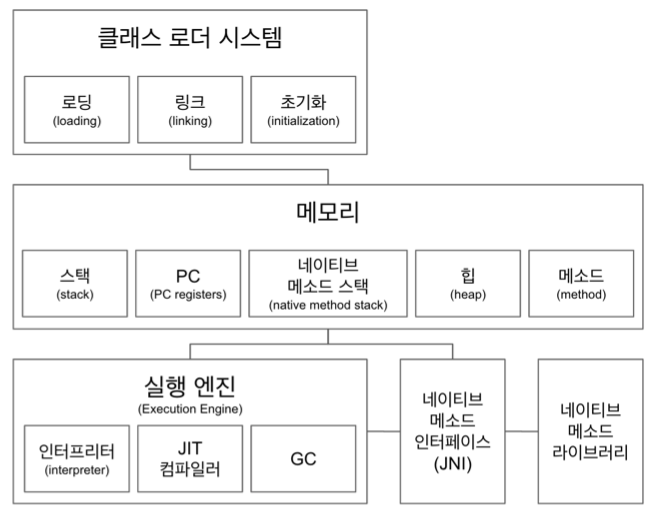 클래스 로더 시스템
로딩
(loading)
링크
(linking)
초기화
(initialization)
메모리
스택
(stack)
PC
(PC registers)
네이티브
메소드 스택
(native method stack)
힙
(heap)
메소드
(method)
실행 엔진
(Execution Engine)
인터프리터
(interpreter)
JIT
컴파일러
GC
네이티브
메소드
인터페이스
(JNI)
네이티브
메소드
라이브러리